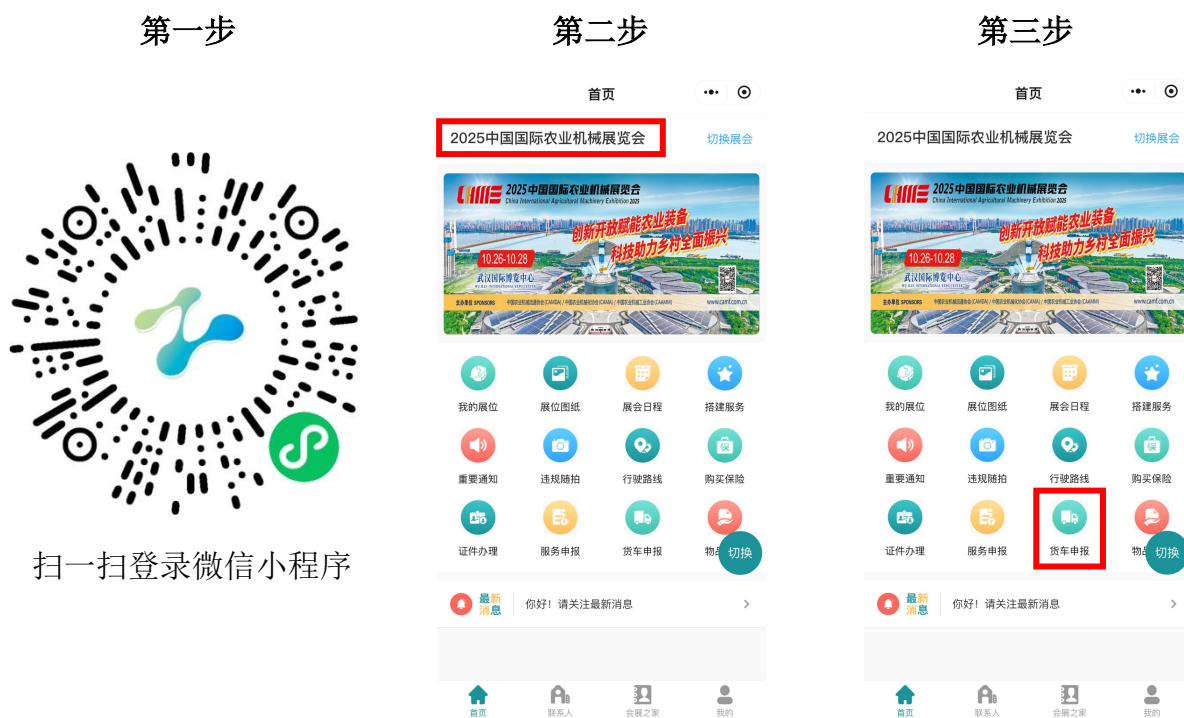 第一步
第二步
第三步
扫一扫登录微信小程序
首页
2025中国国际农业机械展览会
切换展会
2025中国国际农业机械展览会
China International Agricultural Machinery Exhibition 2025
创新开放赋能农业装备
科技助力乡村全面振兴
10.26-10.28
武汉国际博览中心
主办单位 SPONSORS
www.camf.com.cn
我的展位
展位图纸
展会日程
搭建服务
重要通知
违规随拍
行驶路线
购买保险
保
证件办理
服务申报
货车申报
切换
最新
消息
你好！请关注最新消息
首页
联系人
会展之家
我的
首页
2025中国国际农业机械展览会
切换展会
2025中国国际农业机械展览会
China International Agricultural Machinery Exhibition 2025
创新开放赋能农业装备
科技助力乡村全面振兴
10.26-10.28
武汉国际博览中心
主办单位 SPONSORS
www.camf.com.cn
我的展位
展位图纸
展会日程
搭建服务
重要通知
违规随拍
行驶路线
购买保险
保
证件办理
服务申报
货车申报
切换
最新
消息
你好！请关注最新消息
首页
联系人
会展之家
我的